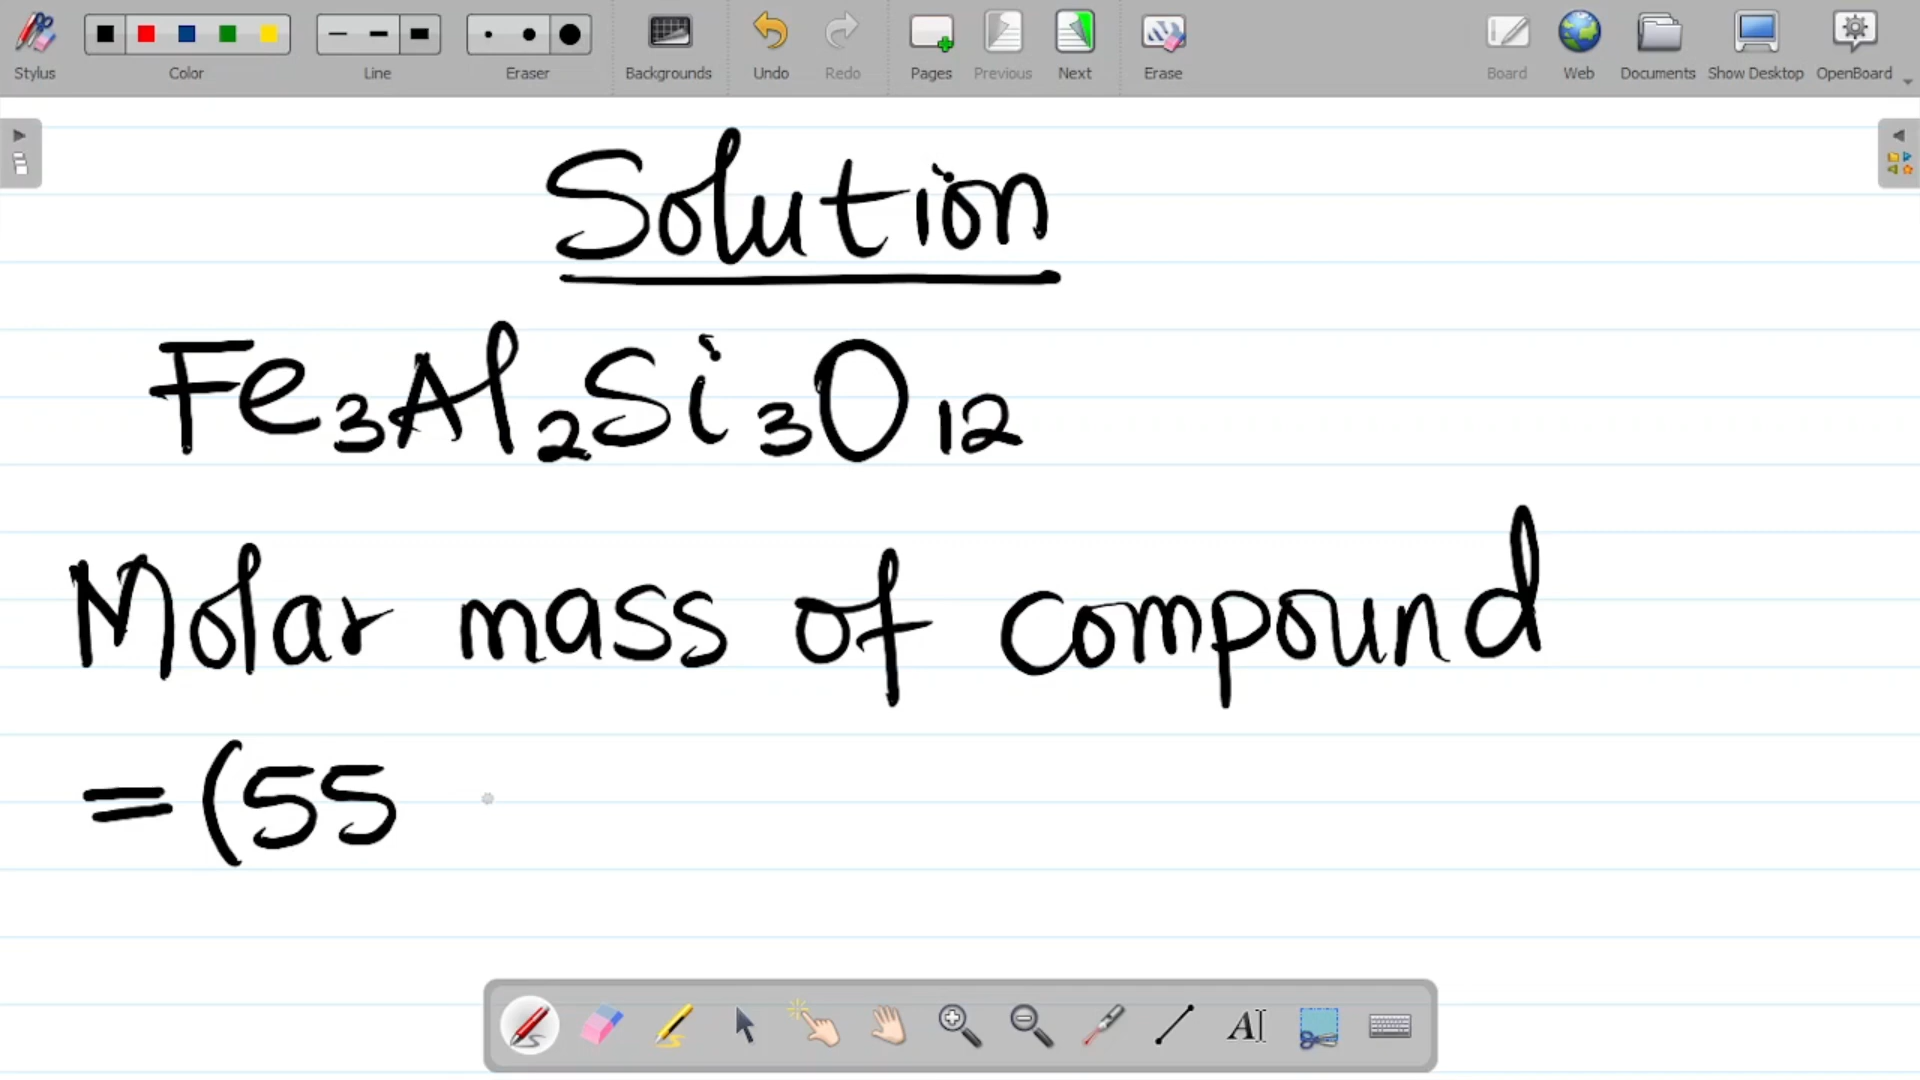 Stylus Color Line Eraser Backgrounds Undo Redo Pages Previous Next Erase Board Web Documents Show Desktop OpenBoard
Solution
Fe₃Al₂Si₃O₁₂
Molar mass of compound
= (55